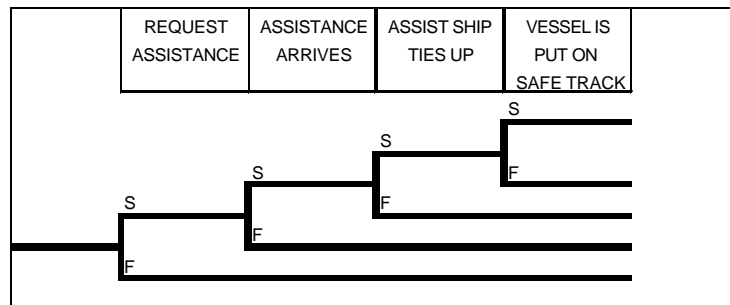 REQUEST
ASSISTANCE
ASSISTANCE
ARRIVES
ASSIST SHIP
TIES UP
VESSEL IS
PUT ON
SAFE TRACK
S
S
F
S
F
S
F
F